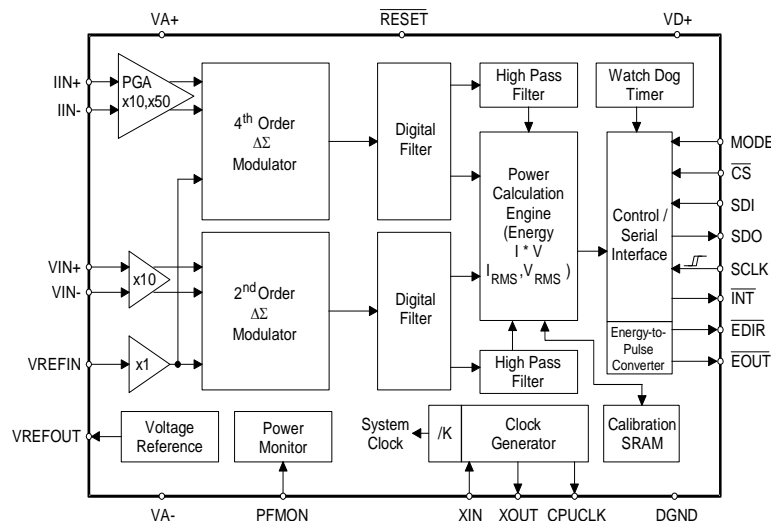 VA+
RESET
VD+
IIN+
IIN-
PGA
x10,x50
4th Order
ΔΣ
Modulator
Digital
Filter
High Pass
Filter
Watch Dog
Timer
Power
Calculation
Engine
(Energy
I * V
IRMS,VRMS )
Control /
Serial
Interface
MODE
CS
SDI
SDO
SCLK
INT
EDIR
EOUT
VIN+
VIN-
x10
2nd Order
ΔΣ
Modulator
Digital
Filter
Energy-to-
Pulse
Converter
VREFIN
x1
High Pass
Filter
VREFOUT
Voltage
Reference
Power
Monitor
System
Clock
/K
Clock
Generator
Calibration
SRAM
VA-
PFMON
XIN
XOUT
CPUCLK
DGND